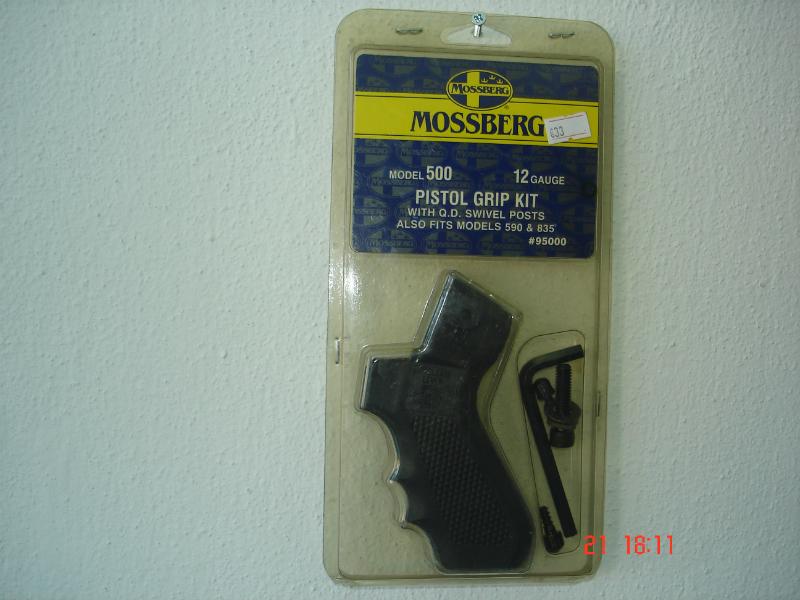 MOSSBERG
MOSSBERG
633
MODEL 500 12 GAUGE
PISTOL GRIP KIT
WITH Q.D. SWIVEL POSTS
ALSO FITS MODELS 590 & 835
#95000
21 18:11